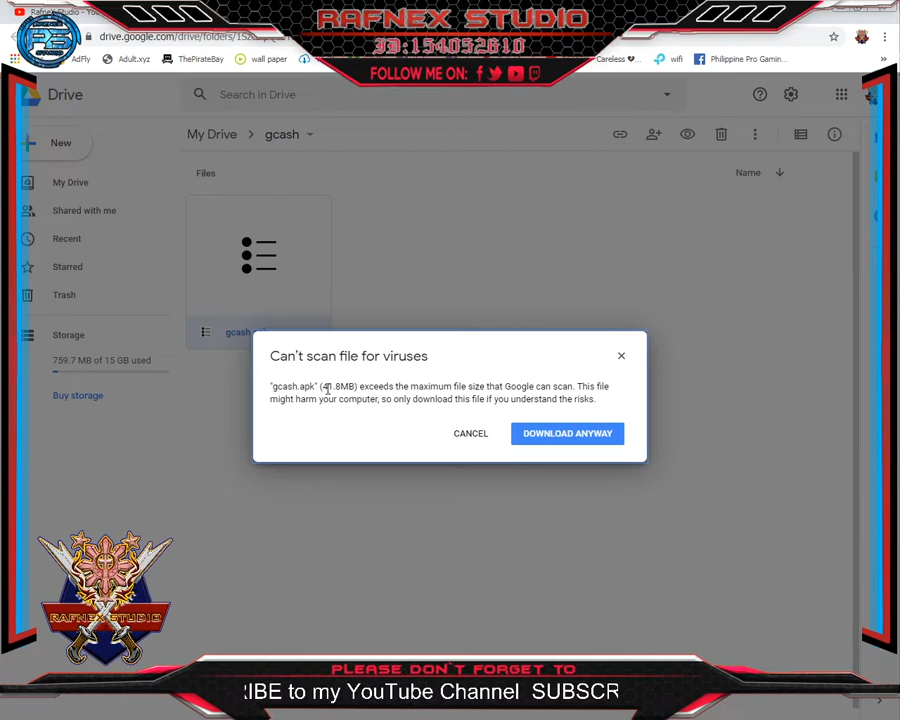 RAFNEX STUDIO
ID:154052610
FOLLOW ME ON:
drive.google.com/drive/folders/
AdFly Adult.xyz ThePirateBay wall paper Careless wifi Philippine Pro Gamin...
Drive
Search in Drive
New
My Drive
gcash
Files
Name
My Drive
Shared with me
Recent
Starred
Trash
Storage
759.7 MB of 15 GB used
Buy storage
gcash
Can't scan file for viruses
"gcash.apk" (41.8MB) exceeds the maximum file size that Google can scan. This file
might harm your computer, so only download this file if you understand the risks.
CANCEL
DOWNLOAD ANYWAY
RAFNEX STUDIO
PLEASE DON'T FORGET TO
IBE to my YouTube Channel SUBSCR